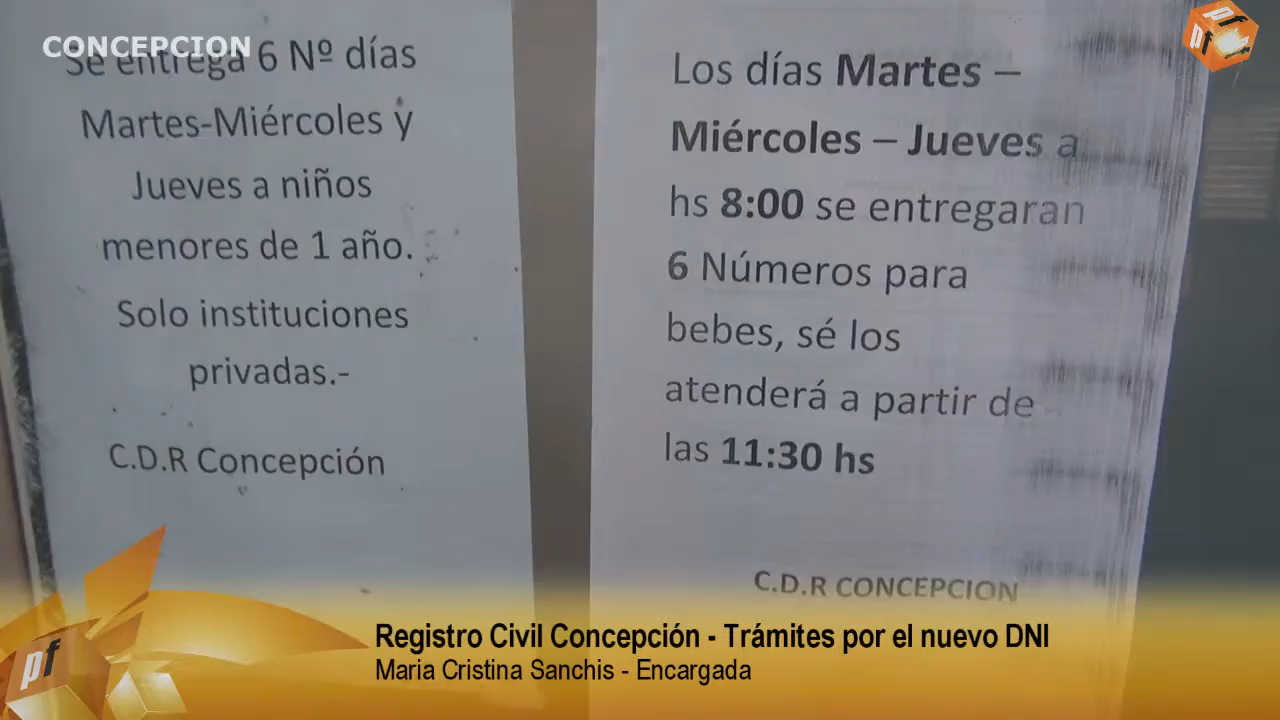 CONCEPCION
Se entrega 6 Nº días
Martes-Miércoles y
Jueves a niños
menores de 1 año.
Solo instituciones
privadas.-
C.D.R Concepción
Los días Martes –
Miércoles – Jueves a
hs 8:00 se entregaran
6 Números para
bebes, sé los
atenderá a partir de
las 11:30 hs
C.D.R CONCEPCION
pf
pf
Registro Civil Concepción - Trámites por el nuevo DNI
Maria Cristina Sanchis - Encargada